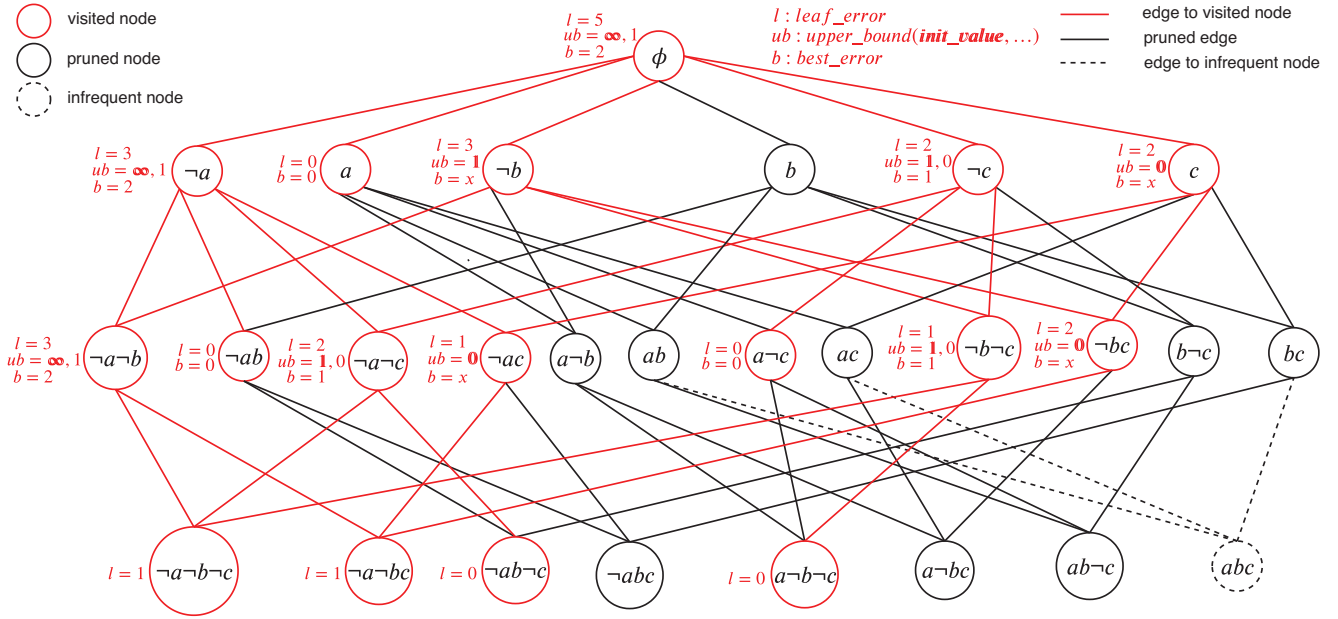 visited node
pruned node
infrequent node
l = 5
ub = ∞, 1
b = 2
ϕ
l : leaf_error
ub : upper_bound(init_value, …)
b : best_error
edge to visited node
pruned edge
edge to infrequent node
l = 3
ub = ∞, 1
b = 2
¬a
l = 0
b = 0
a
l = 3
ub = 1
b = x
¬b
b
l = 2
ub = 1, 0
b = 1
¬c
l = 2
ub = 0
b = x
c
l = 3
ub = ∞, 1
b = 2
¬a¬b
l = 0
b = 0
¬ab
l = 2
ub = 1, 0
b = 1
¬a¬c
l = 1
ub = 0
b = x
¬ac
a¬b
ab
l = 0
b = 0
a¬c
ac
l = 1
ub = 1, 0
b = 1
¬b¬c
l = 2
ub = 0
b = x
¬bc
b¬c
bc
l = 1
¬a¬b¬c
l = 1
¬a¬bc
l = 0
¬ab¬c
¬abc
l = 0
a¬b¬c
a¬bc
ab¬c
abc